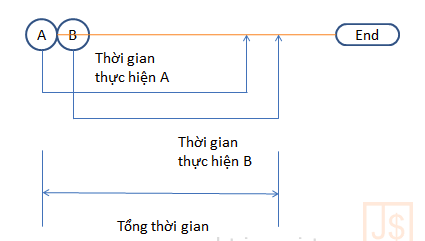 A
B
End
Thời gian
thực hiện A
Thời gian
thực hiện B
Tổng thời gian
J$